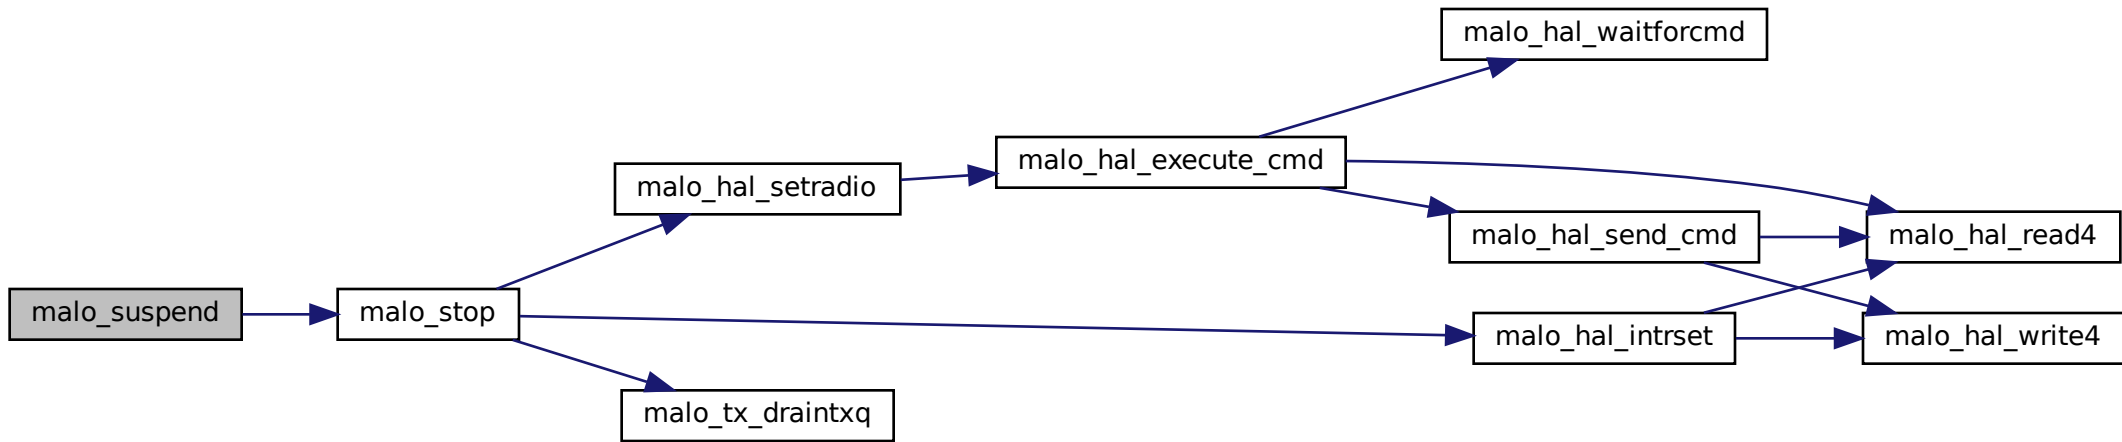 malo_suspend
malo_stop
malo_hal_setradio
malo_hal_execute_cmd
malo_hal_waitforcmd
malo_hal_send_cmd
malo_hal_read4
malo_hal_intrset
malo_hal_write4
malo_tx_draintxq